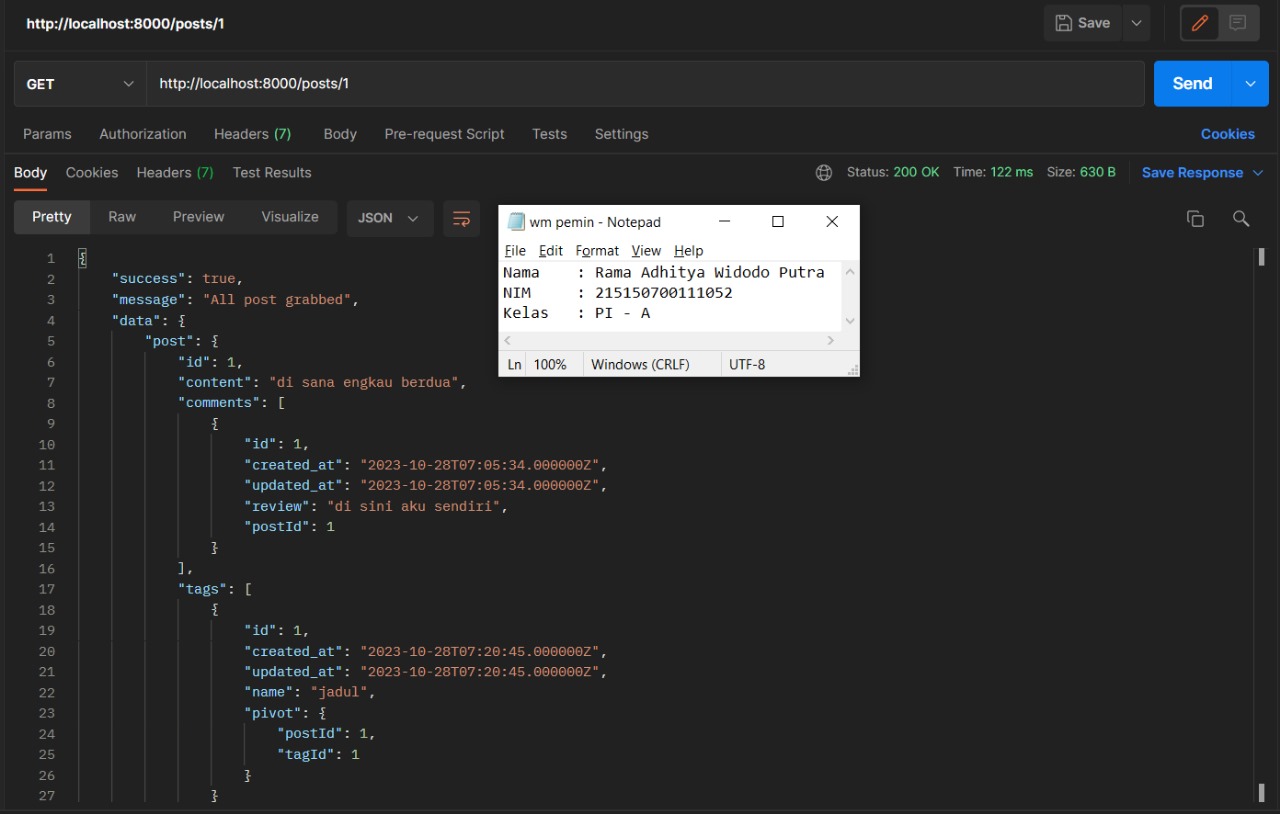 http://localhost:8000/posts/1
Save
GET
http://localhost:8000/posts/1
Send
Params Authorization Headers (7) Body Pre-request Script Tests Settings Cookies
Body Cookies Headers (7) Test Results Status: 200 OK Time: 122 ms Size: 630 B Save Response
Pretty Raw Preview Visualize JSON
wm pemin - Notepad
File Edit Format View Help
Nama : Rama Adhitya Widodo Putra
NIM : 215150700111052
Kelas : PI - A
Ln 100% Windows (CRLF) UTF-8
1 {
2 "success": true,
3 "message": "All post grabbed",
4 "data": {
5 "post": {
6 "id": 1,
7 "content": "di sana engkau berdua",
8 "comments": [
9 {
10 "id": 1,
11 "created_at": "2023-10-28T07:05:34.000000Z",
12 "updated_at": "2023-10-28T07:05:34.000000Z",
13 "review": "di sini aku sendiri",
14 "postId": 1
15 }
16 ],
17 "tags": [
18 {
19 "id": 1,
20 "created_at": "2023-10-28T07:20:45.000000Z",
21 "updated_at": "2023-10-28T07:20:45.000000Z",
22 "name": "jadul",
23 "pivot": {
24 "postId": 1,
25 "tagId": 1
26 }
27 }